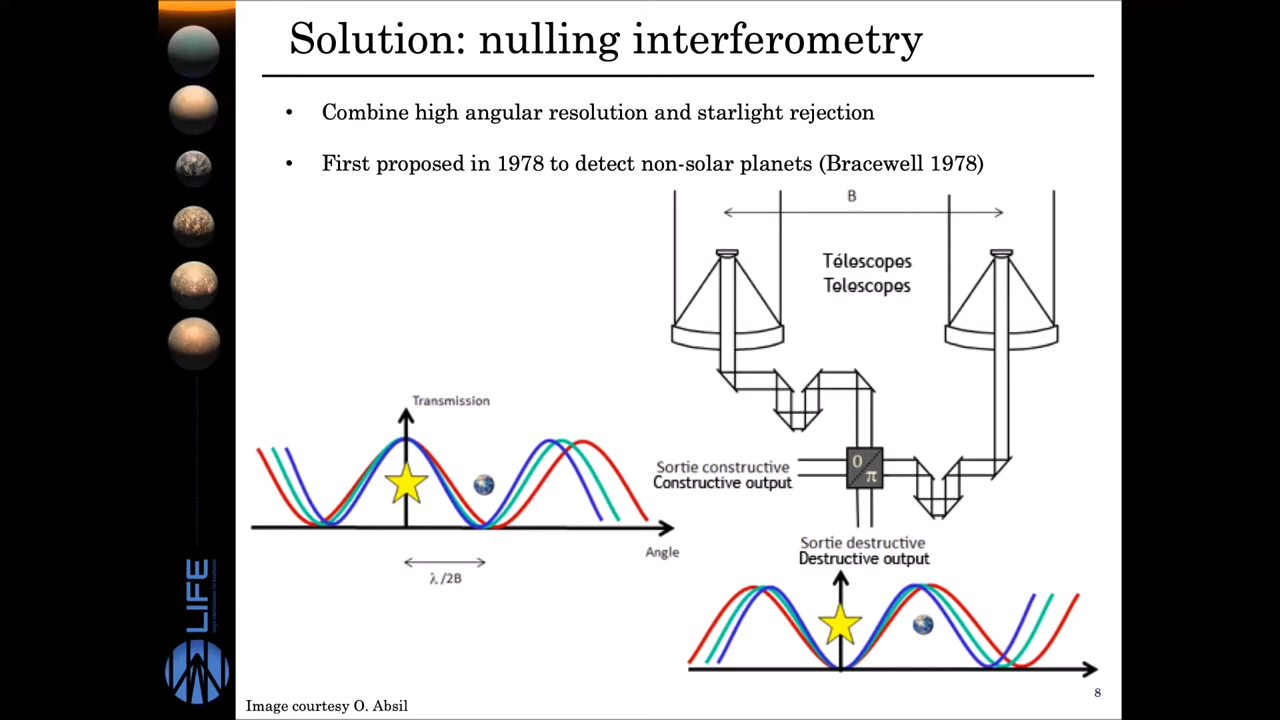 Solution: nulling interferometry
• Combine high angular resolution and starlight rejection
• First proposed in 1978 to detect non-solar planets (Bracewell 1978)
B
Télescopes
Telescopes
Transmission
0
π
Sortie constructive
Constructive output
Angle
λ/2B
Sortie destructive
Destructive output
LIFE
Image courtesy O. Absil
8